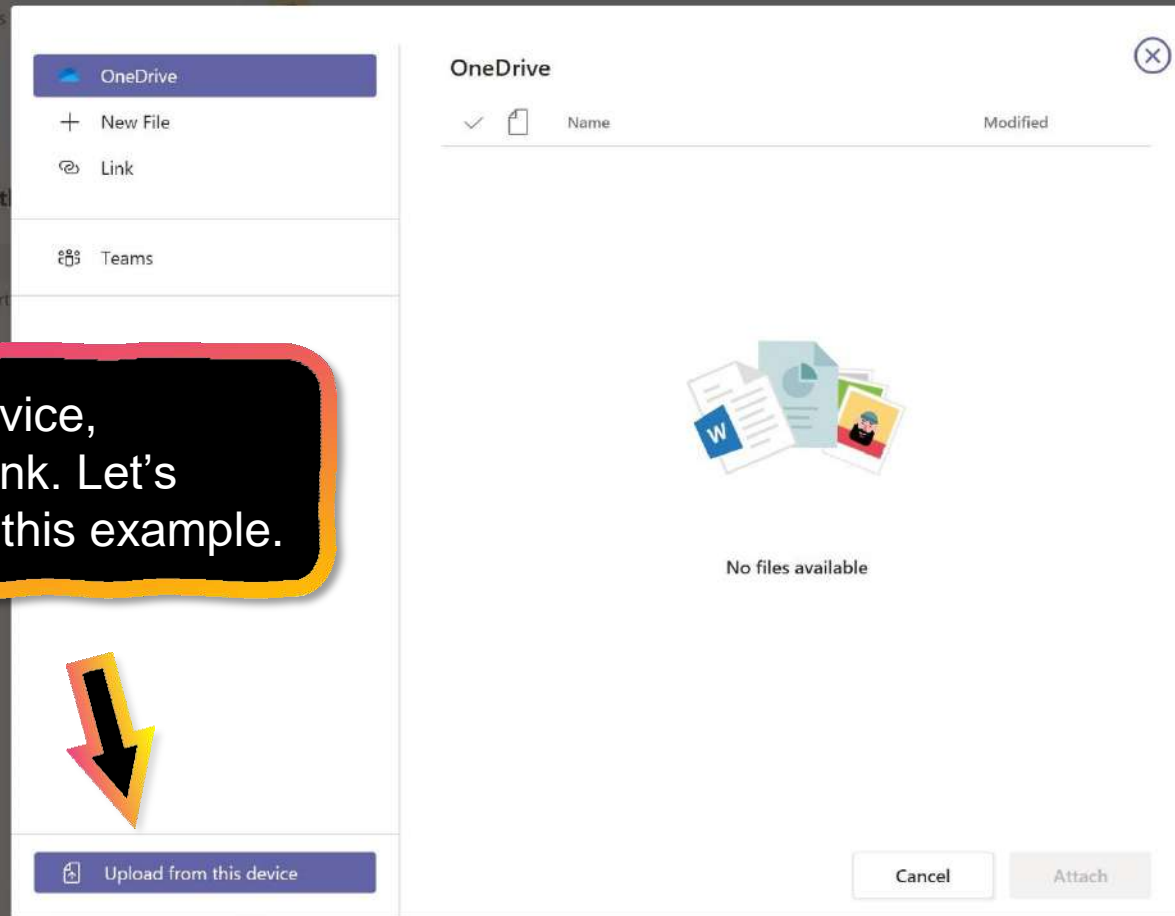 OneDrive
New File
Link
Teams
vice,
nk. Let's
this example.
Upload from this device
OneDrive
Name
Modified
W
No files available
Cancel
Attach